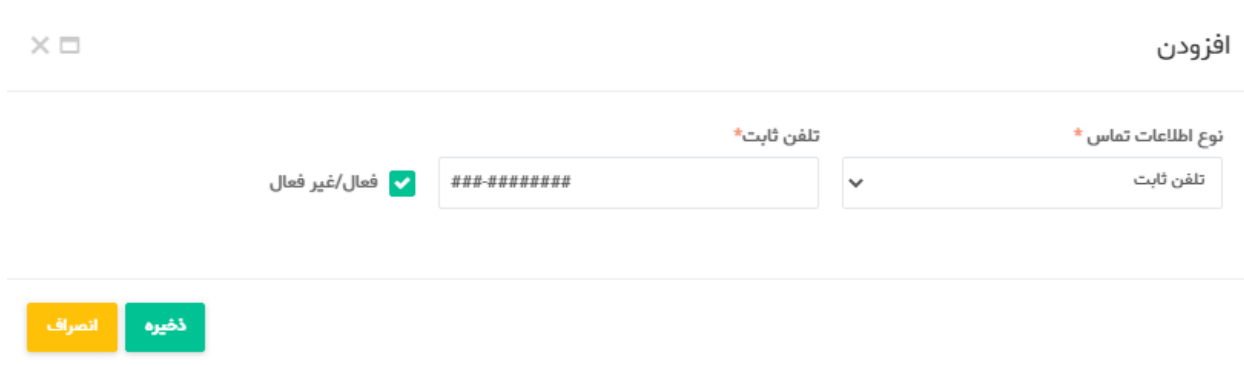 افزودن
نوع اطلاعات تماس *
تلفن ثابت*
تلفن ثابت
###-########
فعال/غیر فعال
ذخیره
انصراف